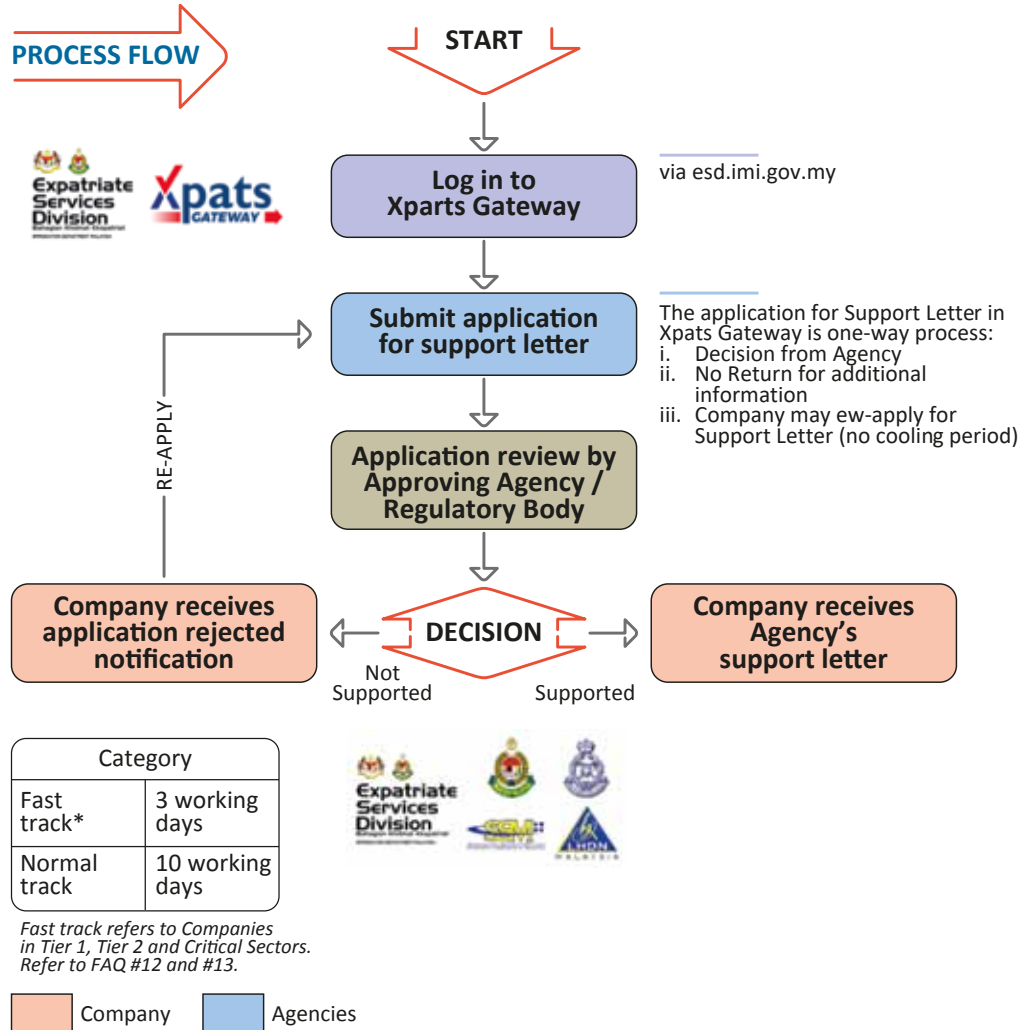 PROCESS FLOW
START
Expatriate
Services
Division
Xpats
GATEWAY
Log in to
Xparts Gateway
via esd.imi.gov.my
Submit application
for support letter
The application for Support Letter in
Xpats Gateway is one-way process:
i. Decision from Agency
ii. No Return for additional
information
iii. Company may ew-apply for
Support Letter (no cooling period)
RE-APPLY
Application review by
Approving Agency /
Regulatory Body
Company receives
application rejected
notification
DECISION
Company receives
Agency's
support letter
Not
Supported
Supported
Category
Fast
track*
3 working
days
Normal
track
10 working
days
Fast track refers to Companies
in Tier 1, Tier 2 and Critical Sectors.
Refer to FAQ #12 and #13.
Expatriate
Services
Division
LHDN
MALAYSIA
Company
Agencies